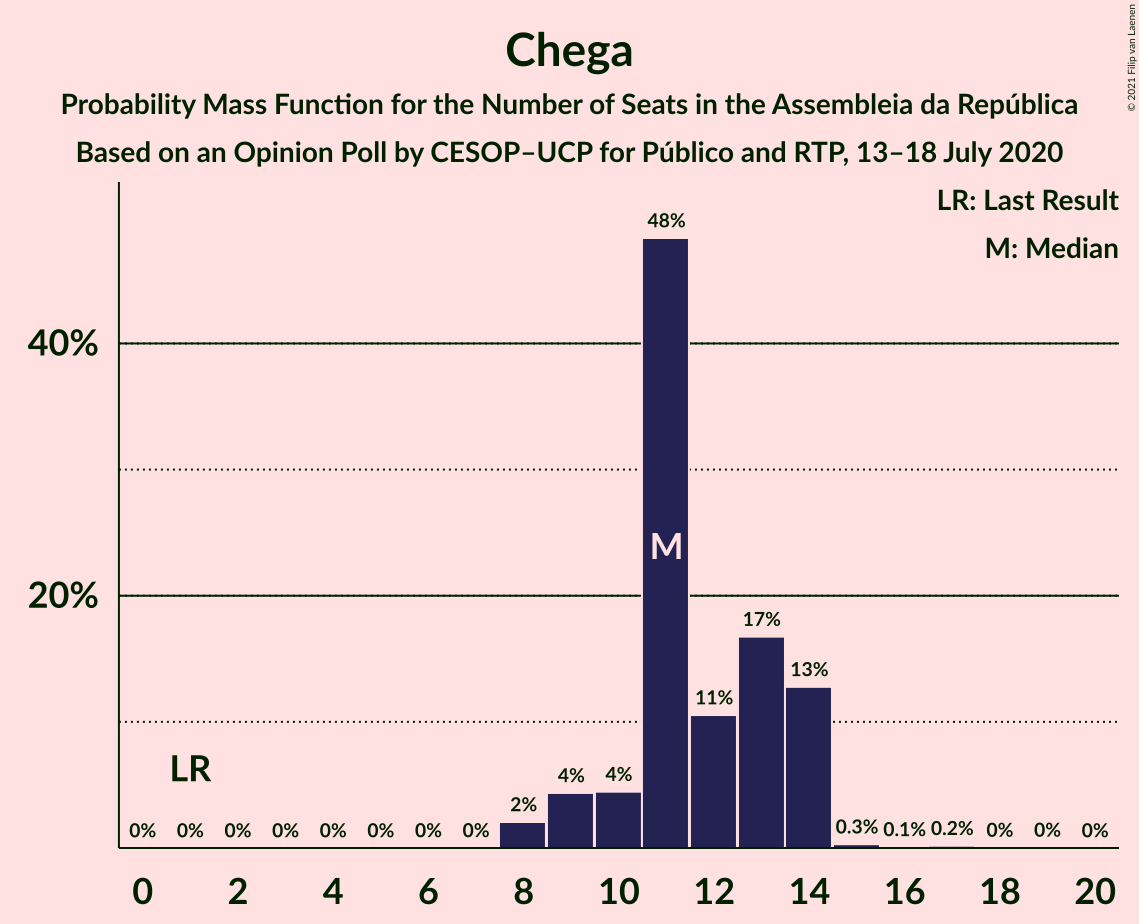 Chega
Probability Mass Function for the Number of Seats in the Assembleia da República
Based on an Opinion Poll by CESOP–UCP for Público and RTP, 13–18 July 2020
© 2021 Filip van Laenen
LR: Last Result
M: Median
48%
40%
M
20%
17%
13%
11%
LR
4%
4%
2%
0%
0%
0%
0%
0%
0%
0%
0%
0.3%
0.1%
0.2%
0%
0%
0%
0 2 4 6 8 10 12 14 16 18 20